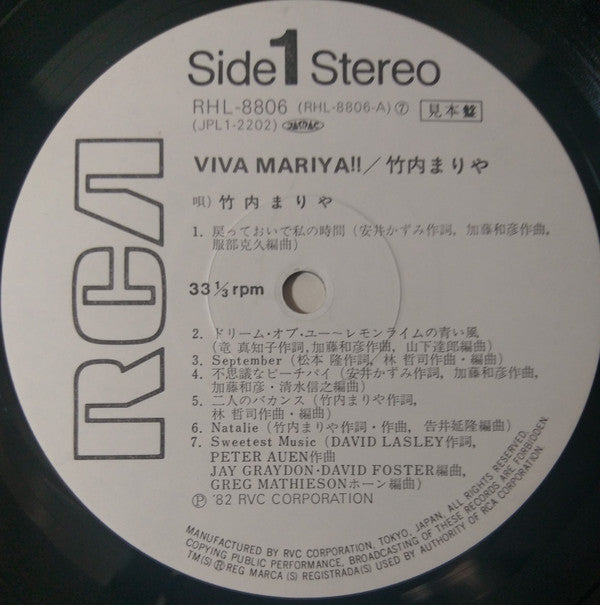 RCA
Side 1 Stereo
RHL-8806 (RHL-8806-A) ⑦ 見本盤
(JPL1-2202) JASRAC
VIVA MARIYA!!／竹内まりや
唄) 竹内まりや
1. 戻っておいで私の時間 (安井かずみ作詞, 加藤和彦作曲,
服部克久編曲)
33 1/3 rpm
2. ドリーム・オブ・ユー〜レモンライムの青い風
(竜 真知子作詞, 加藤和彦作曲, 山下達郎編曲)
3. September (松本 隆作詞, 林 哲司作曲・編曲)
4. 不思議なピーチパイ (安井かずみ作詞, 加藤和彦作曲,
加藤和彦・清水信之編曲)
5. 二人のバカンス (竹内まりや作詞,
林 哲司作曲・編曲)
6. Natalie (竹内まりや作詞・作曲, 告井延隆編曲)
7. Sweetest Music (DAVID LASLEY作詞,
PETER AUEN作曲
JAY GRAYDON・DAVID FOSTER編曲,
GREG MATHIESONホーン編曲)
Ⓟ '82 RVC CORPORATION
MANUFACTURED BY RVC CORPORATION, TOKYO, JAPAN, ALL RIGHTS RESERVED,
COPYING PUBLIC PERFORMANCE, BROADCASTING OF THESE RECORDS ARE FORBIDDEN.
TM(S) ® REG MARCA (S) REGISTRADA(S) USED BY AUTHORITY OF RCA CORPORATION.